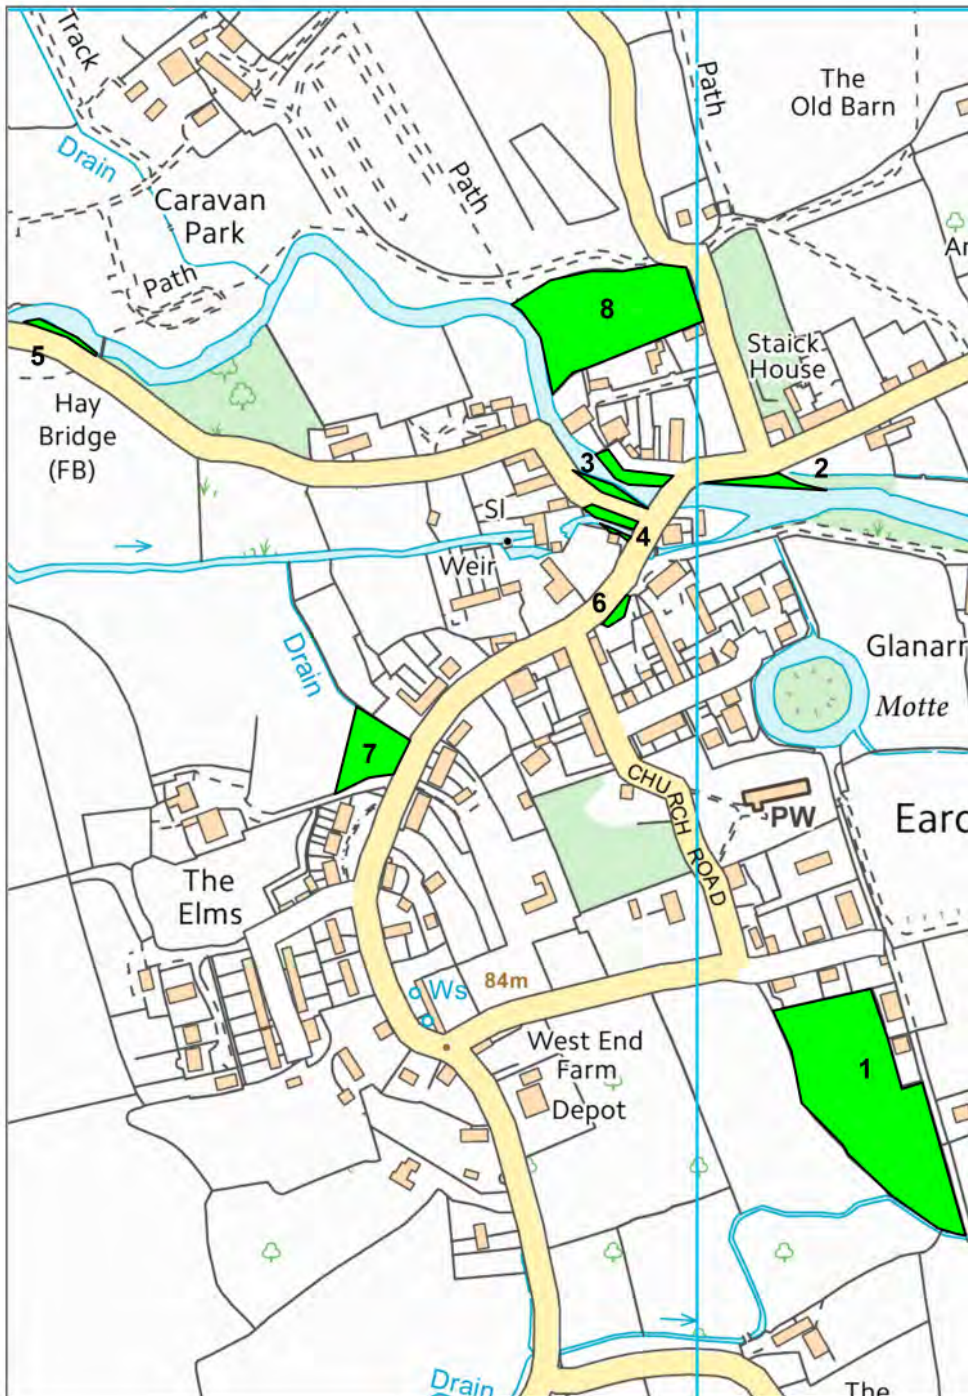 Track
Path
The
Old Barn
Drain
Path
Caravan
Park
Path
8
5
Staick
House
Hay
Bridge
(FB)
3
2
Sl
4
Weir
6
Drain
Glanarr
Motte
7
CHURCH ROAD
PW
Eard
The
Elms
Ws
84m
West End
Farm
1
Depot
Drain
The